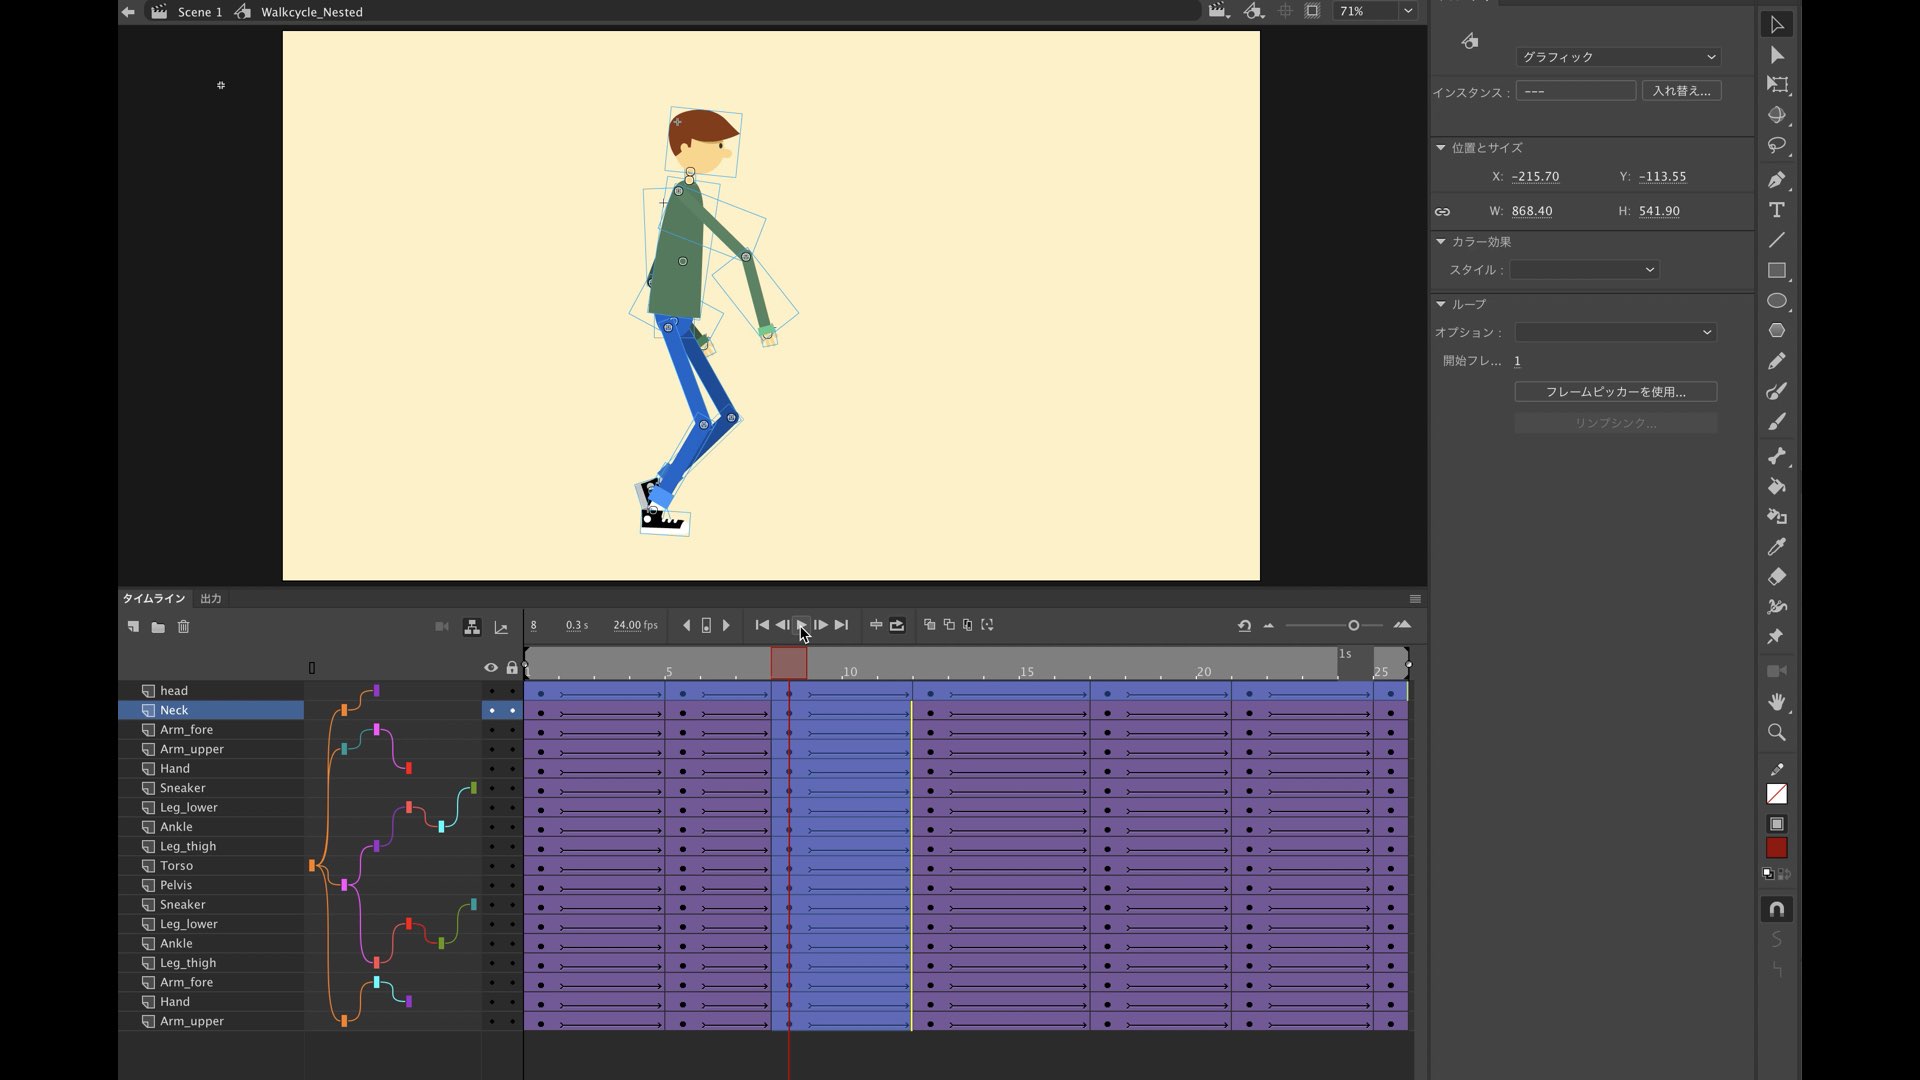 Scene 1 Walkcycle_Nested 71%
グラフィック
インスタンス : --- 入れ替え...
位置とサイズ
X: -215.70 Y: -113.55
W: 868.40 H: 541.90
カラー効果
スタイル :
ループ
オプション :
開始フレ... 1
フレームピッカーを使用...
リップシンク...
タイムライン 出力
8 0.3 s 24.00 fps
1s
5 10 15 20 25
head
Neck
Arm_fore
Arm_upper
Hand
Sneaker
Leg_lower
Ankle
Leg_thigh
Torso
Pelvis
Sneaker
Leg_lower
Ankle
Leg_thigh
Arm_fore
Hand
Arm_upper